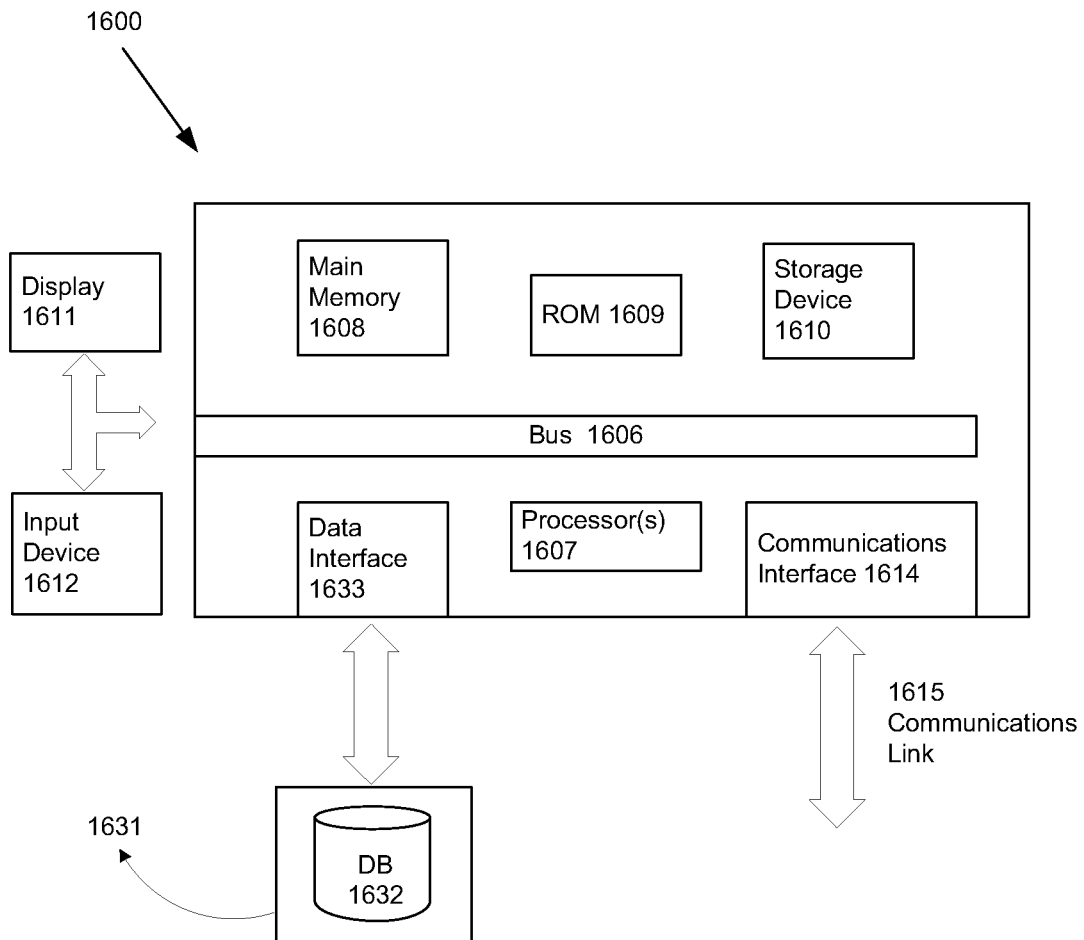 1600
Display
1611
Main
Memory
1608
ROM 1609
Storage
Device
1610
Bus 1606
Input
Device
1612
Data
Interface
1633
Processor(s)
1607
Communications
Interface 1614
1615
Communications
Link
1631
DB
1632